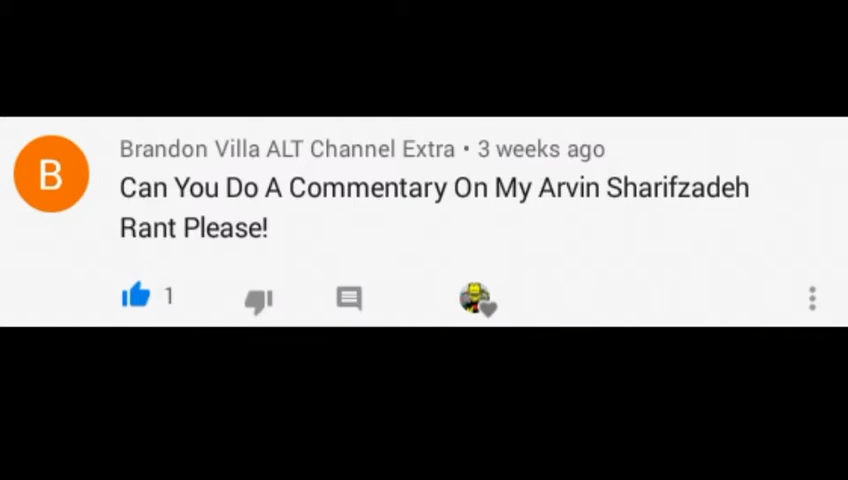 B
Brandon Villa ALT Channel Extra • 3 weeks ago
Can You Do A Commentary On My Arvin Sharifzadeh
Rant Please!
1